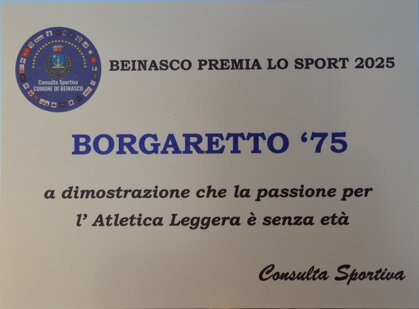 Consulta Sportiva
COMUNE DI BEINASCO
BEINASCO PREMIA LO SPORT 2025
BORGARETTO ‘75
a dimostrazione che la passione per
l’ Atletica Leggera è senza età
Consulta Sportiva